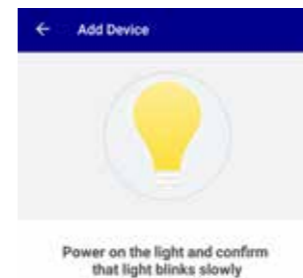 Add Device
Power on the light and confirm
that light blinks slowly